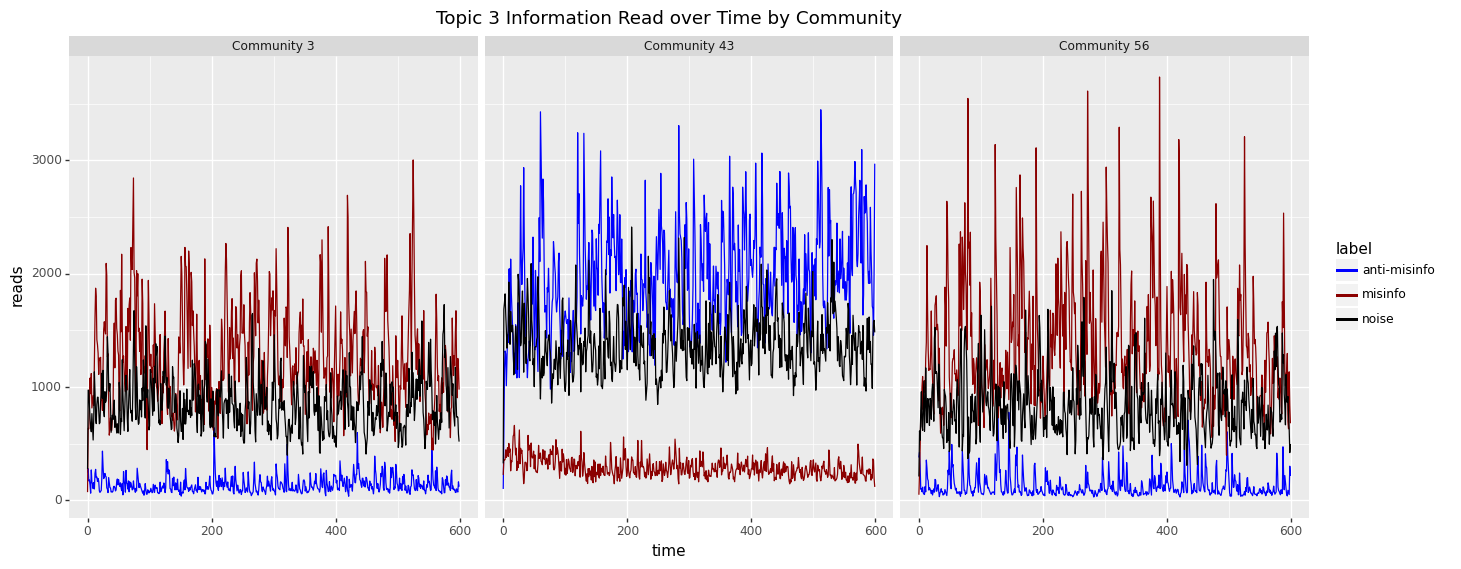 Topic 3 Information Read over Time by Community
Community 3
Community 43
Community 56
reads
3000
2000
1000
0
0 200 400 600
0 200 400 600
0 200 400 600
time
label
anti-misinfo
misinfo
noise